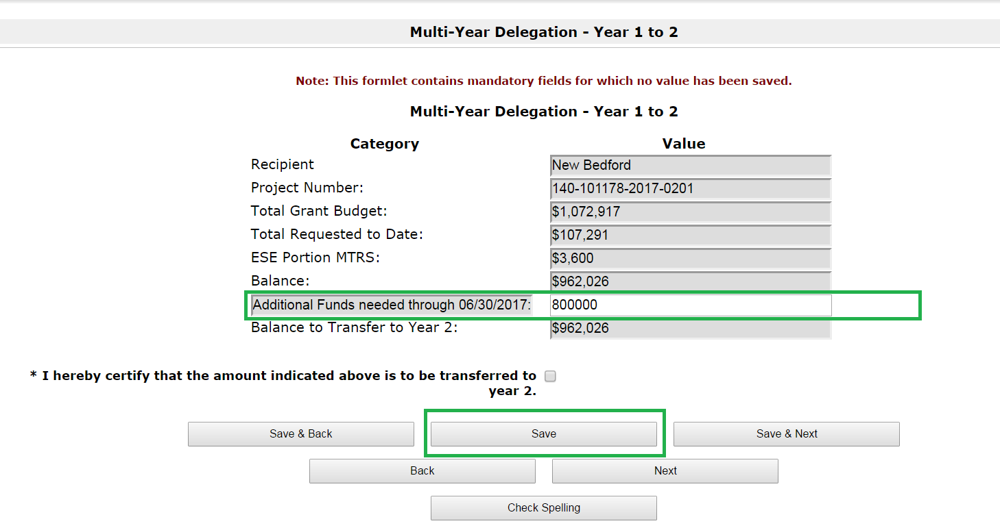 Multi-Year Delegation - Year 1 to 2
Note: This formlet contains mandatory fields for which no value has been saved.
Multi-Year Delegation - Year 1 to 2
Category Value
Recipient New Bedford
Project Number: 140-101178-2017-0201
Total Grant Budget: $1,072,917
Total Requested to Date: $107,291
ESE Portion MTRS: $3,600
Balance: $962,026
Additional Funds needed through 06/30/2017: 800000
Balance to Transfer to Year 2: $962,026
* I hereby certify that the amount indicated above is to be transferred to
year 2.
Save & Back Save Save & Next
Back Next
Check Spelling